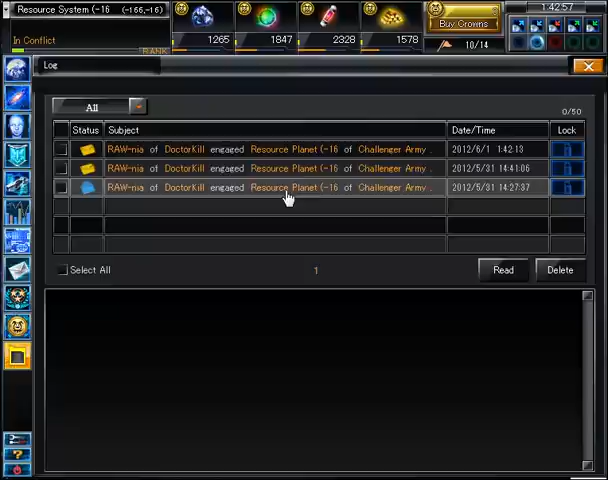 Resource System (-16 (-166,-16)
In Conflict
RANK
1265
1847
2328
1578
Buy Crowns
10/14
1:42:57
Log
All
0/50
Status Subject Date/Time Lock
RAW-nia of DoctorKill engaged Resource Planet (-16 of Challenger Army . 2012/6/1 1:42:13
RAW-nia of DoctorKill engaged Resource Planet (-16 of Challenger Army . 2012/5/31 14:41:06
RAW-nia of DoctorKill engaged Resource Planet (-16 of Challenger Army . 2012/5/31 14:27:37
Select All
1
Read
Delete